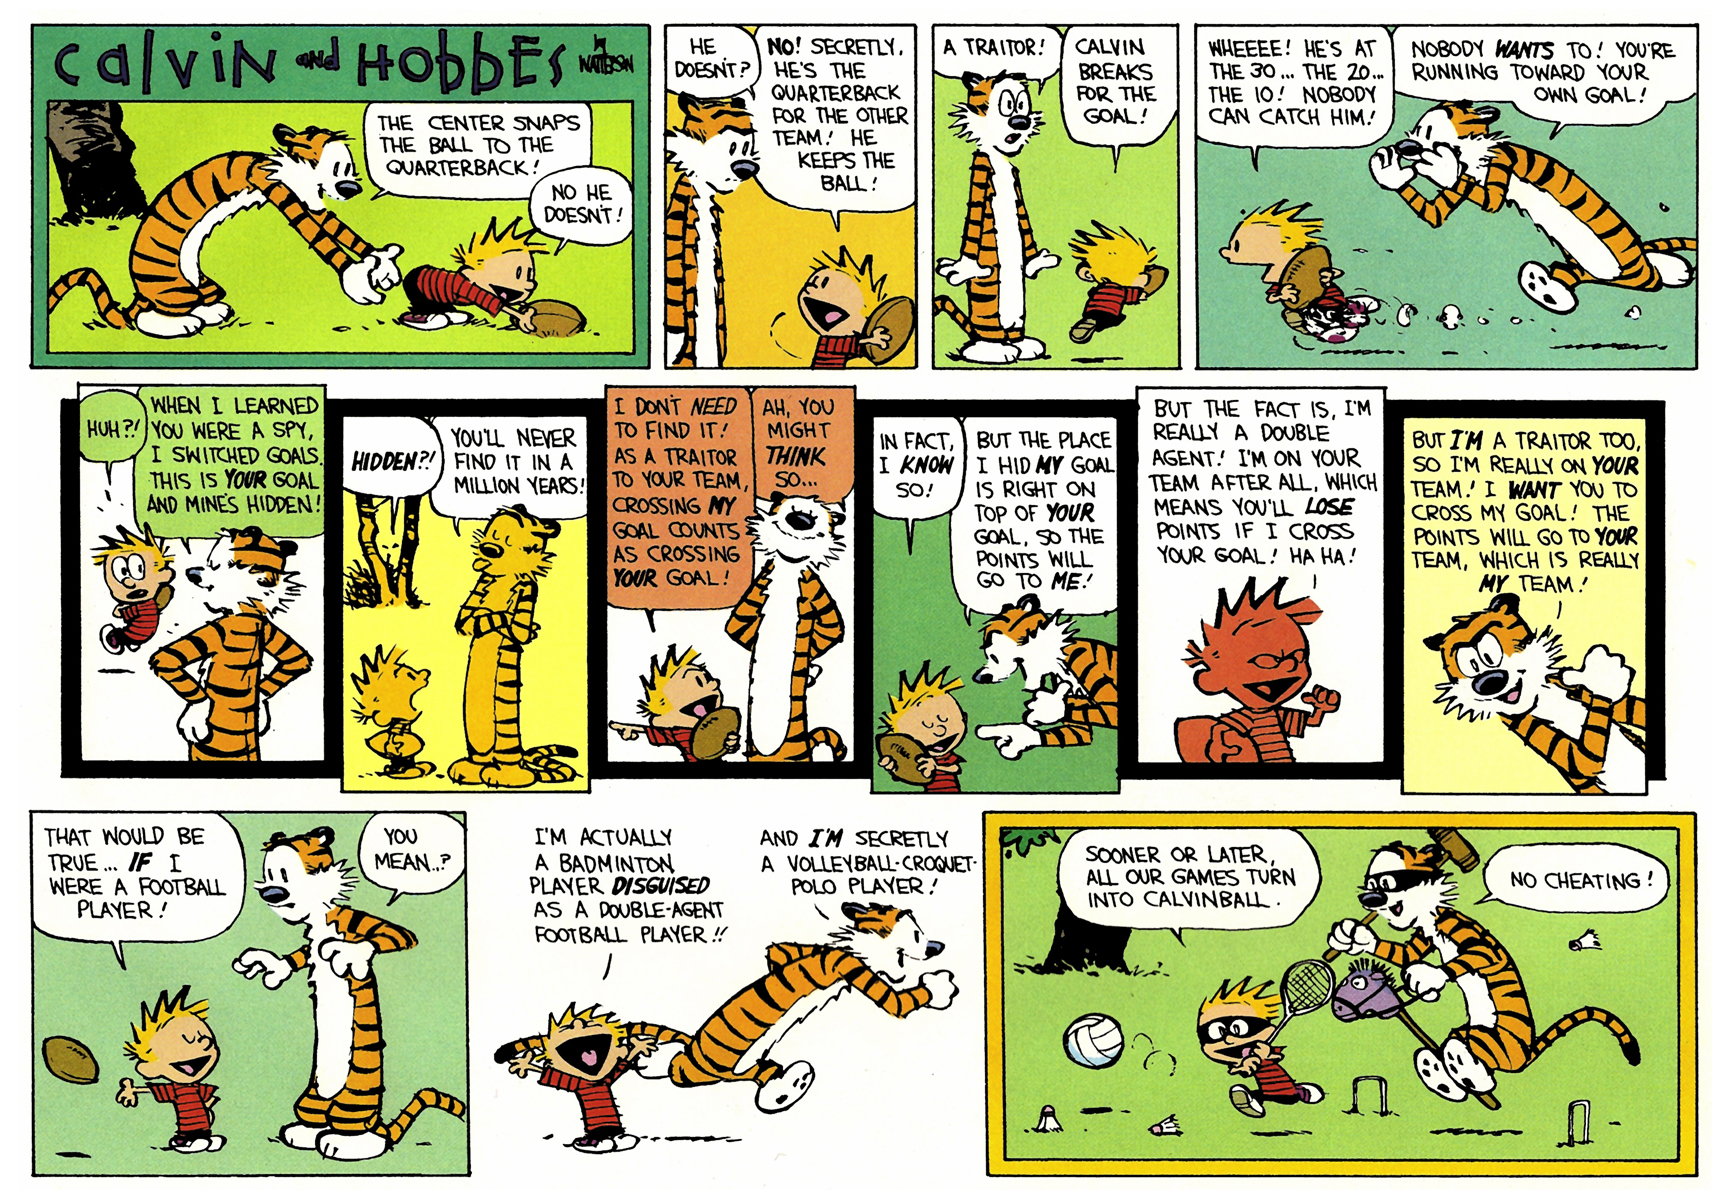 Calvin and Hobbes
by
WATTERSON
THE CENTER SNAPS
THE BALL TO THE
QUARTERBACK!
NO HE
DOESN'T!
HE
DOESN'T?
NO! SECRETLY,
HE'S THE
QUARTERBACK
FOR THE OTHER
TEAM! HE
KEEPS THE
BALL!
A TRAITOR!
CALVIN
BREAKS
FOR THE
GOAL!
WHEEEE! HE'S AT
THE 30... THE 20...
THE 10! NOBODY
CAN CATCH HIM!
NOBODY WANTS TO! YOU'RE
RUNNING TOWARD YOUR
OWN GOAL!
HUH?!
WHEN I LEARNED
YOU WERE A SPY,
I SWITCHED GOALS.
THIS IS YOUR GOAL
AND MINE'S HIDDEN!
HIDDEN?!
YOU'LL NEVER
FIND IT IN A
MILLION YEARS!
I DON'T NEED
TO FIND IT!
AS A TRAITOR
TO YOUR TEAM,
CROSSING MY
GOAL COUNTS
AS CROSSING
YOUR GOAL!
AH, YOU
MIGHT
THINK
SO...
IN FACT,
I KNOW
SO!
BUT THE PLACE
I HID MY GOAL
IS RIGHT ON
TOP OF YOUR
GOAL, SO THE
POINTS WILL
GO TO ME!
BUT THE FACT IS, I'M
REALLY A DOUBLE
AGENT! I'M ON YOUR
TEAM AFTER ALL, WHICH
MEANS YOU'LL LOSE
POINTS IF I CROSS
YOUR GOAL! HA HA!
BUT I'M A TRAITOR TOO,
SO I'M REALLY ON YOUR
TEAM! I WANT YOU TO
CROSS MY GOAL! THE
POINTS WILL GO TO YOUR
TEAM, WHICH IS REALLY
MY TEAM!
THAT WOULD BE
TRUE... IF I
WERE A FOOTBALL
PLAYER!
YOU
MEAN..?
I'M ACTUALLY
A BADMINTON
PLAYER DISGUISED
AS A DOUBLE-AGENT
FOOTBALL PLAYER!!
AND I'M SECRETLY
A VOLLEYBALL-CROQUET-
POLO PLAYER!
SOONER OR LATER,
ALL OUR GAMES TURN
INTO CALVINBALL.
NO CHEATING!